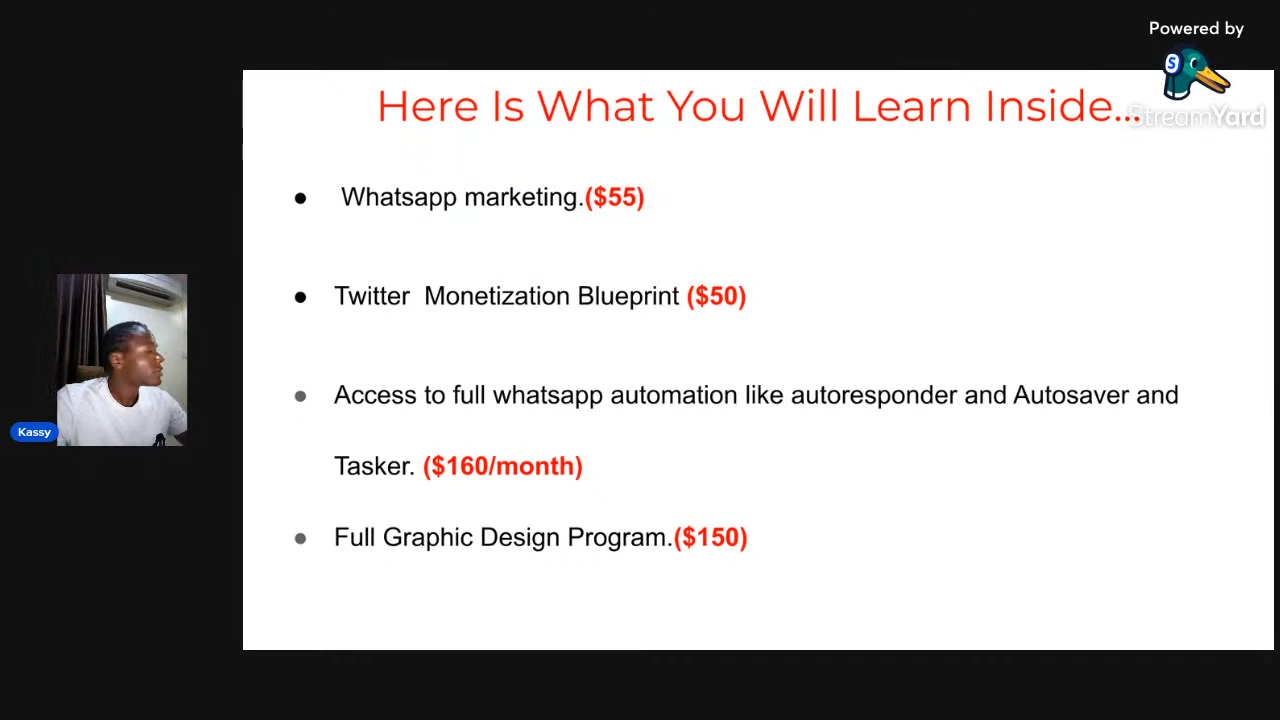 Powered by
StreamYard
Here Is What You Will Learn Inside...
● Whatsapp marketing.($55)
● Twitter Monetization Blueprint ($50)
● Access to full whatsapp automation like autoresponder and Autosaver and
Tasker. ($160/month)
● Full Graphic Design Program.($150)
Kassy